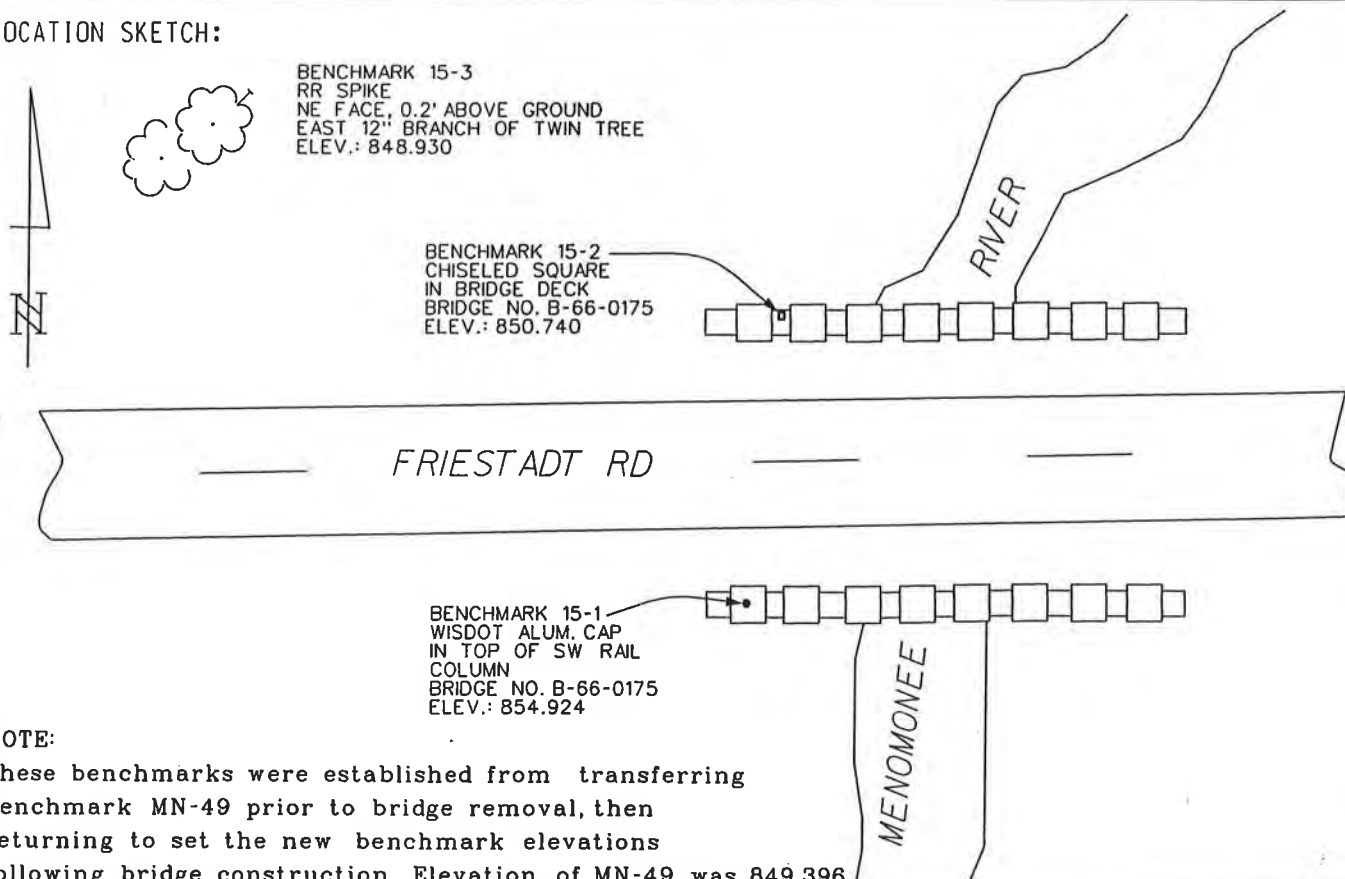 OCATION SKETCH:
BENCHMARK 15-3
RR SPIKE
NE FACE, 0.2' ABOVE GROUND
EAST 12" BRANCH OF TWIN TREE
ELEV.: 848.930
N
BENCHMARK 15-2
CHISELED SQUARE
IN BRIDGE DECK
BRIDGE NO. B-66-0175
ELEV.: 850.740
RIVER
FRIESTADT RD
BENCHMARK 15-1
WISDOT ALUM. CAP
IN TOP OF SW RAIL
COLUMN
BRIDGE NO. B-66-0175
ELEV.: 854.924
MENOMONEE
OTE:
hese benchmarks were established from transferring
enchmark MN-49 prior to bridge removal, then
eturning to set the new benchmark elevations
ollowing bridge construction. Elevation of MN-49 was 849.396